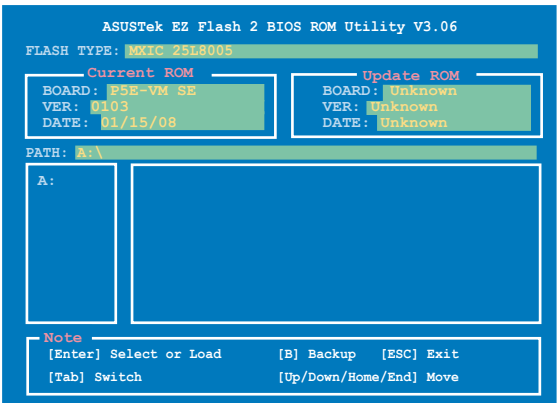 ASUSTek EZ Flash 2 BIOS ROM Utility V3.06
FLASH TYPE: MXIC 25L8005
Current ROM
BOARD: P5E-VM SE
VER: 0103
DATE: 01/15/08
Update ROM
BOARD: Unknown
VER: Unknown
DATE: Unknown
PATH: A:\
A:
Note
[Enter] Select or Load [B] Backup [ESC] Exit
[Tab] Switch [Up/Down/Home/End] Move